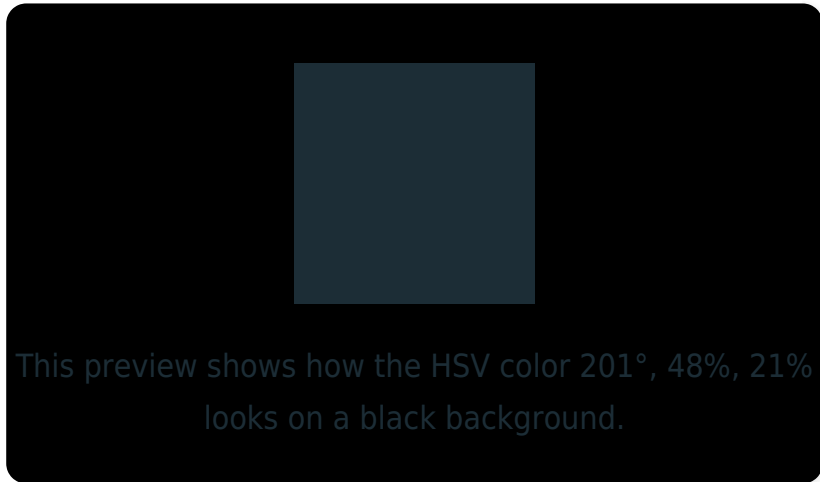 This preview shows how the HSV color 201°, 48%, 21%
looks on a black background.